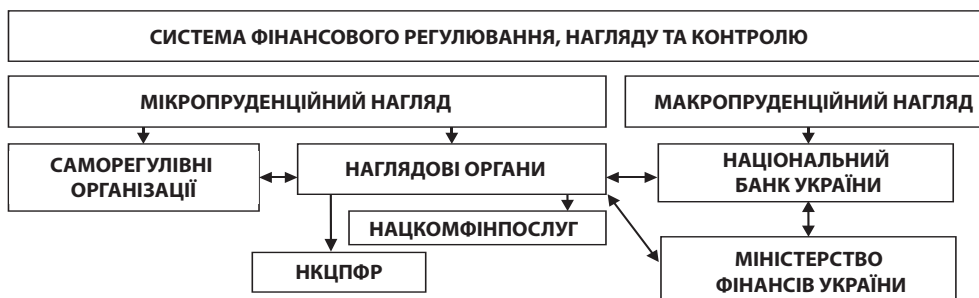 СИСТЕМА ФІНАНСОВОГО РЕГУЛЮВАННЯ, НАГЛЯДУ ТА КОНТРОЛЮ
МІКРОПРУДЕНЦІЙНИЙ НАГЛЯД
МАКРОПРУДЕНЦІЙНИЙ НАГЛЯД
САМОРЕГУЛІВНІ
ОРГАНІЗАЦІЇ
НАГЛЯДОВІ ОРГАНИ
НАЦІОНАЛЬНИЙ
БАНК УКРАЇНИ
НАЦКОМФІНПОСЛУГ
НКЦПФР
МІНІСТЕРСТВО
ФІНАНСІВ УКРАЇНИ